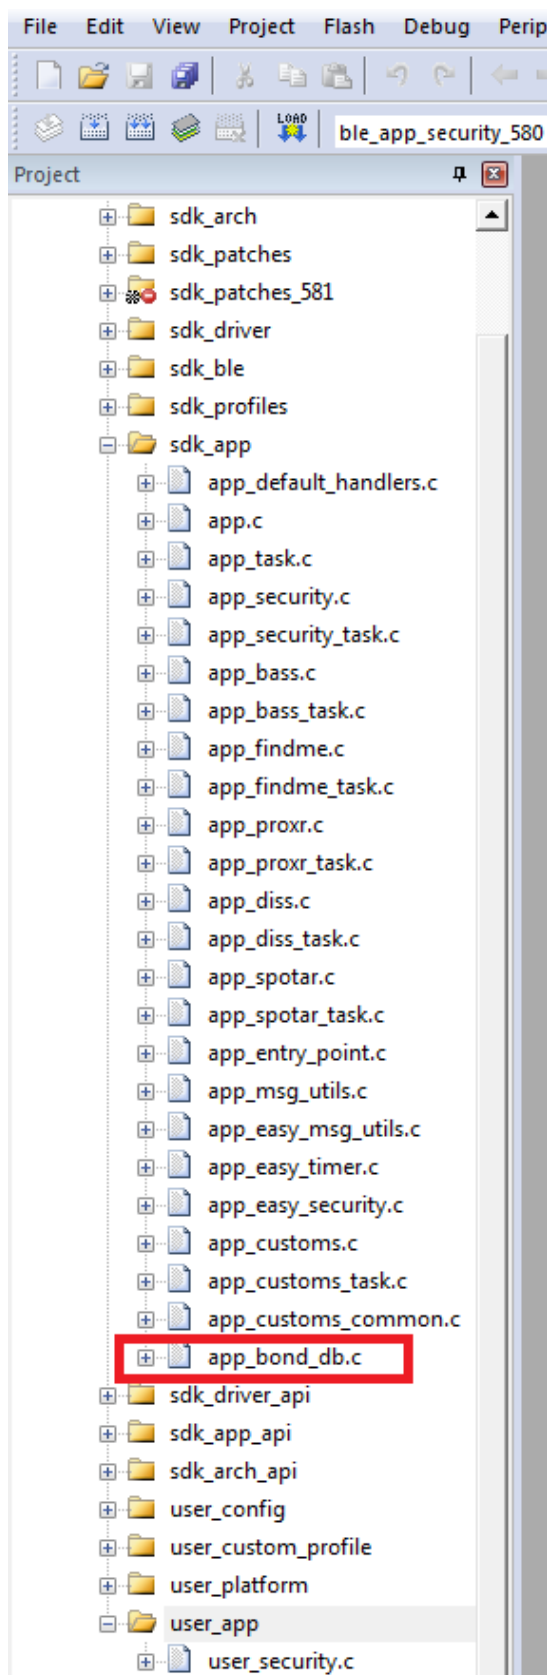 File Edit View Project Flash Debug Perip
LOAD ble_app_security_580
Project
sdk_arch
sdk_patches
sdk_patches_581
sdk_driver
sdk_ble
sdk_profiles
sdk_app
app_default_handlers.c
app.c
app_task.c
app_security.c
app_security_task.c
app_bass.c
app_bass_task.c
app_findme.c
app_findme_task.c
app_proxr.c
app_proxr_task.c
app_diss.c
app_diss_task.c
app_spotar.c
app_spotar_task.c
app_entry_point.c
app_msg_utils.c
app_easy_msg_utils.c
app_easy_timer.c
app_easy_security.c
app_customs.c
app_customs_task.c
app_customs_common.c
app_bond_db.c
sdk_driver_api
sdk_app_api
sdk_arch_api
user_config
user_custom_profile
user_platform
user_app
user_security.c